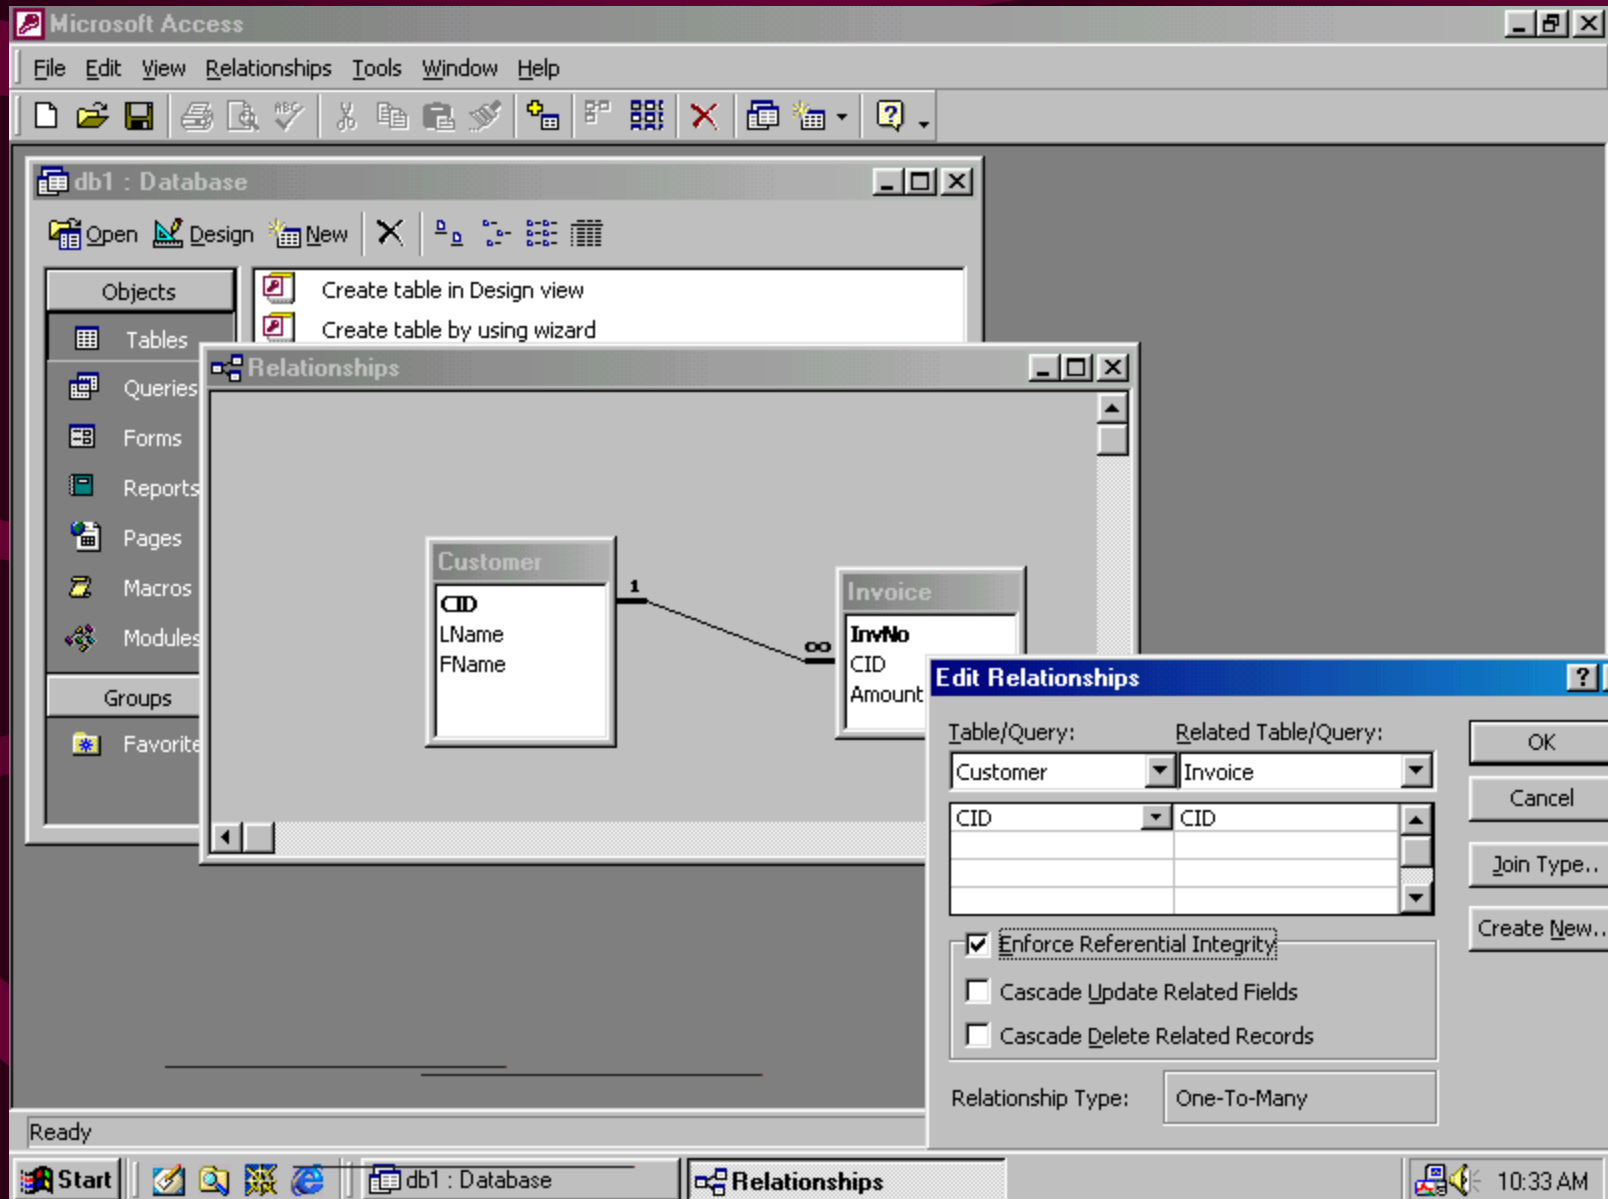 Microsoft Access
File Edit View Relationships Tools Window Help
ABC
db1 : Database
Open Design New
Objects
Create table in Design view
Create table by using wizard
Tables
Queries
Forms
Reports
Pages
Macros
Modules
Groups
Favorite
Relationships
Customer
CID
LName
FName
1
∞
Invoice
InvNo
CID
Amount
Edit Relationships
Table/Query: Related Table/Query:
Customer Invoice
CID CID
OK
Cancel
Join Type..
Create New..
Enforce Referential Integrity
Cascade Update Related Fields
Cascade Delete Related Records
Relationship Type: One-To-Many
Ready
Start db1 : Database Relationships 10:33 AM